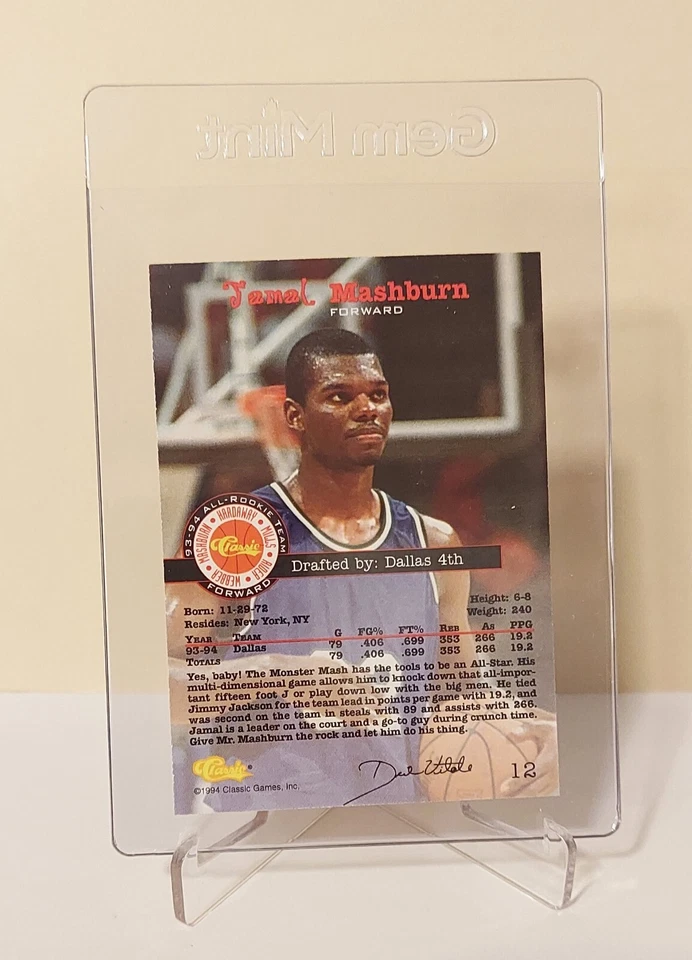 Gem Mint
Jamal Mashburn
FORWARD
93-94 ALL-ROOKIE TEAM
MASHBURN • HARDAWAY • MILLS • RIDER • WEBBER
Classic
FORWARD
Drafted by: Dallas 4th
Born: 11-29-72 Height: 6-8
Resides: New York, NY Weight: 240
YEAR TEAM G FG% FT% REB AS PPG
93-94 Dallas 79 .406 .699 353 266 19.2
TOTALS 79 .406 .699 353 266 19.2
Yes, baby! The Monster Mash has the tools to be an All-Star. His
multi-dimensional game allows him to knock down that all-impor-
tant fifteen foot J or play down low with the big men. He tied
Jimmy Jackson for the team lead in points per game with 19.2, and
was second on the team in steals with 89 and assists with 266.
Jamal is a leader on the court and a go-to guy during crunch time.
Give Mr. Mashburn the rock and let him do his thing.
Classic®
©1994 Classic Games, Inc.
Dick Vitale
12